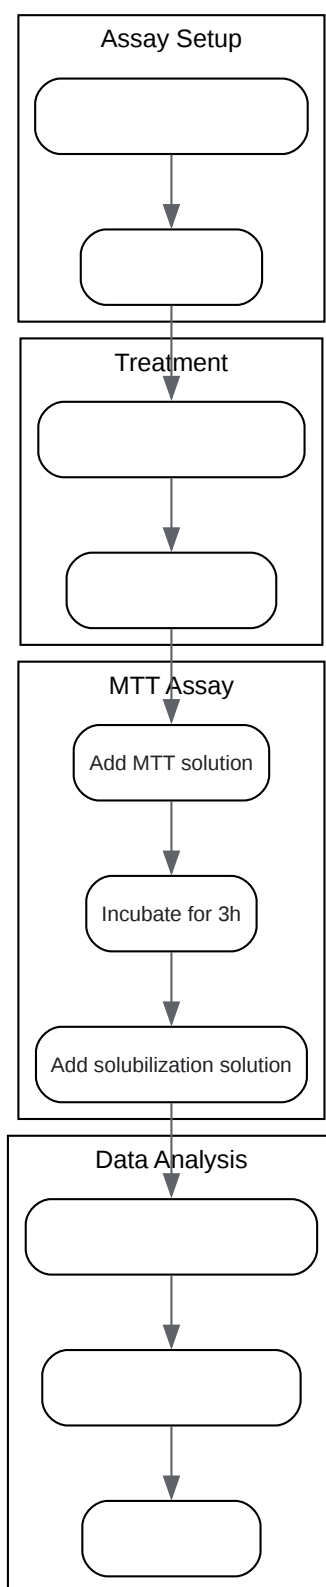 Assay Setup
Treatment
MTT Assay
Add MTT solution
Incubate for 3h
Add solubilization solution
Data Analysis